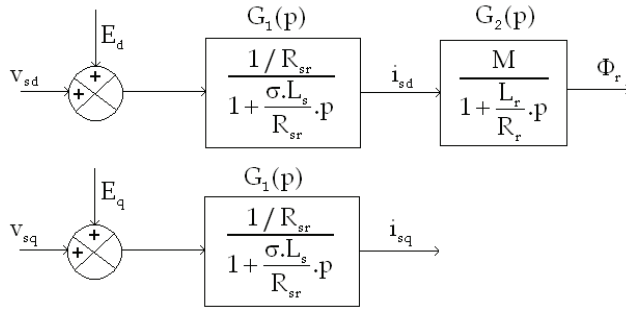 G₁(p) G₂(p)
E_d
v_sd + + 1 / R_sr i_sd M Φ_r
1 + σ.L_s/R_sr .p 1 + L_r/R_r .p
G₁(p)
E_q
v_sq + + 1 / R_sr i_sq
1 + σ.L_s/R_sr .p